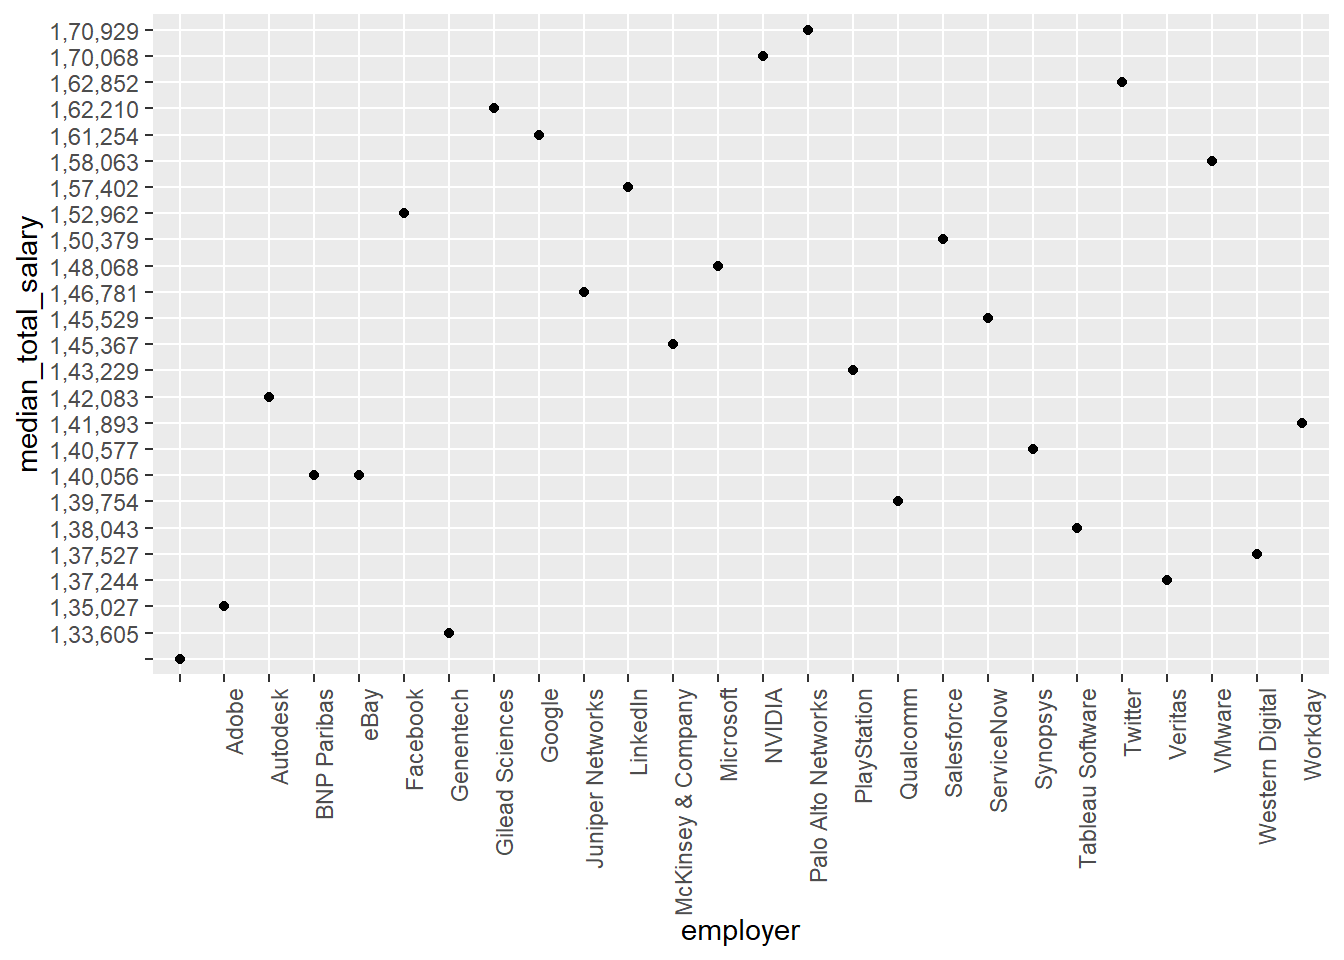 1,70,929
1,70,068
1,62,852
1,62,210
1,61,254
1,58,063
1,57,402
1,52,962
1,50,379
1,48,068
1,46,781
1,45,529
1,45,367
1,43,229
1,42,083
1,41,893
1,40,577
1,40,056
1,39,754
1,38,043
1,37,527
1,37,244
1,35,027
1,33,605
median_total_salary
Adobe
Autodesk
BNP Paribas
eBay
Facebook
Genentech
Gilead Sciences
Google
Juniper Networks
LinkedIn
McKinsey & Company
Microsoft
NVIDIA
Palo Alto Networks
PlayStation
Qualcomm
Salesforce
ServiceNow
Synopsys
Tableau Software
Twitter
Veritas
VMware
Western Digital
Workday
employer